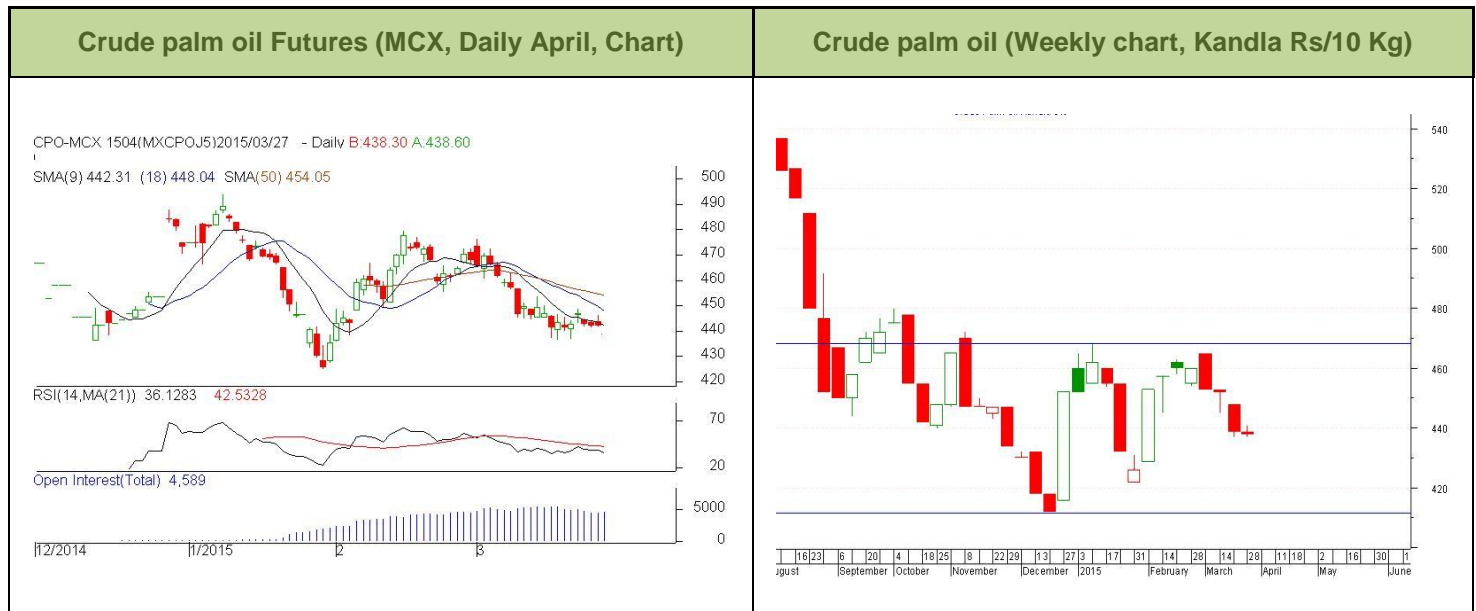 Crude palm oil Futures (MCX, Daily April, Chart)
CPO-MCX 1504(MXCPOJ5)2015/03/27 - Daily B:438.30 A:438.60
SMA(9) 442.31 (18) 448.04 SMA(50) 454.05
500
490
480
470
460
450
440
430
420
RSI(14,MA(21)) 36.1283 42.5328
70
20
Open Interest(Total) 4,589
5000
0
12/2014 1/2015 2 3
Crude palm oil (Weekly chart, Kandla Rs/10 Kg)
540
520
500
480
460
440
420
16 23 6 20 4 18 25 8 22 29 13 27 3 17 31 14 28 14 28 11 18 2 16 30 1
gust September October November December 2015 February March April May June